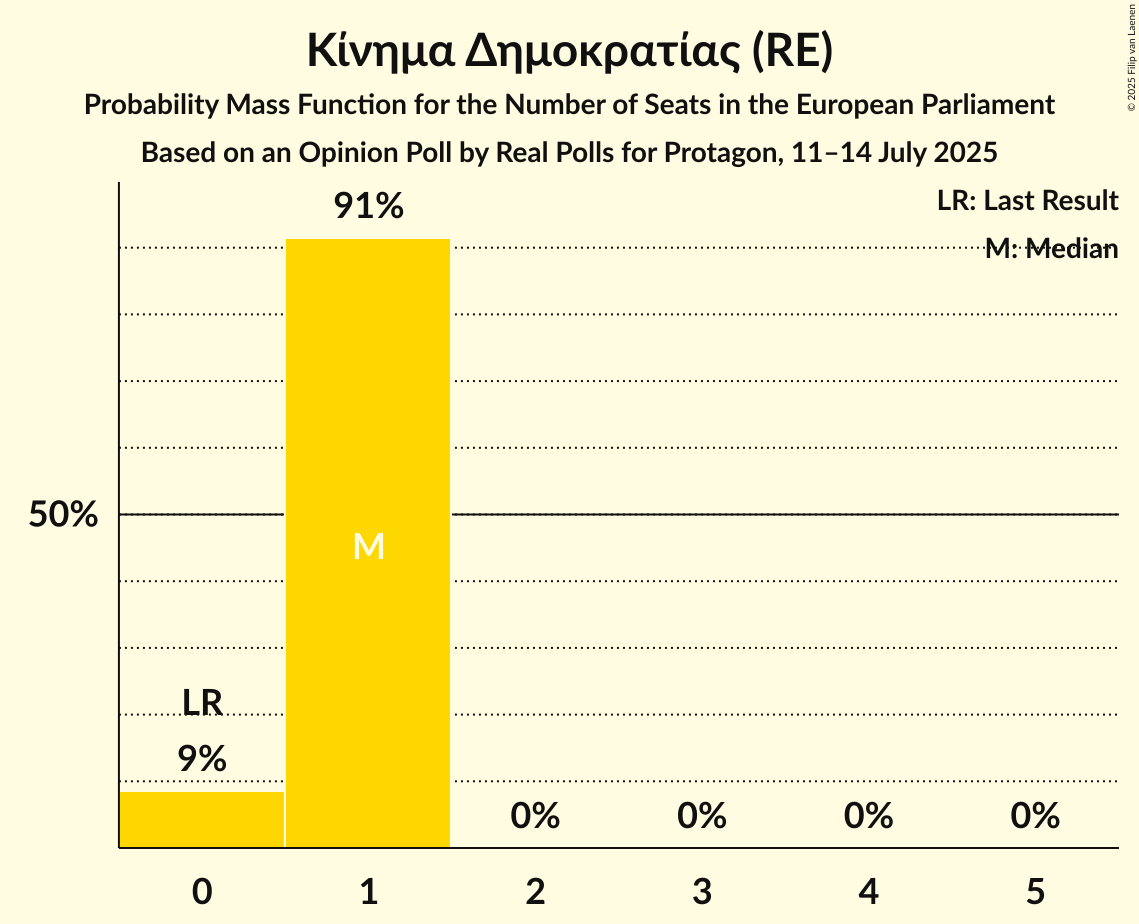 Κίνημα Δημοκρατίας (RE)
Probability Mass Function for the Number of Seats in the European Parliament
Based on an Opinion Poll by Real Polls for Protagon, 11–14 July 2025
© 2025 Filip van Laenen
LR: Last Result
M: Median
91%
50%
M
LR
9%
0%
0%
0%
0%
0
1
2
3
4
5